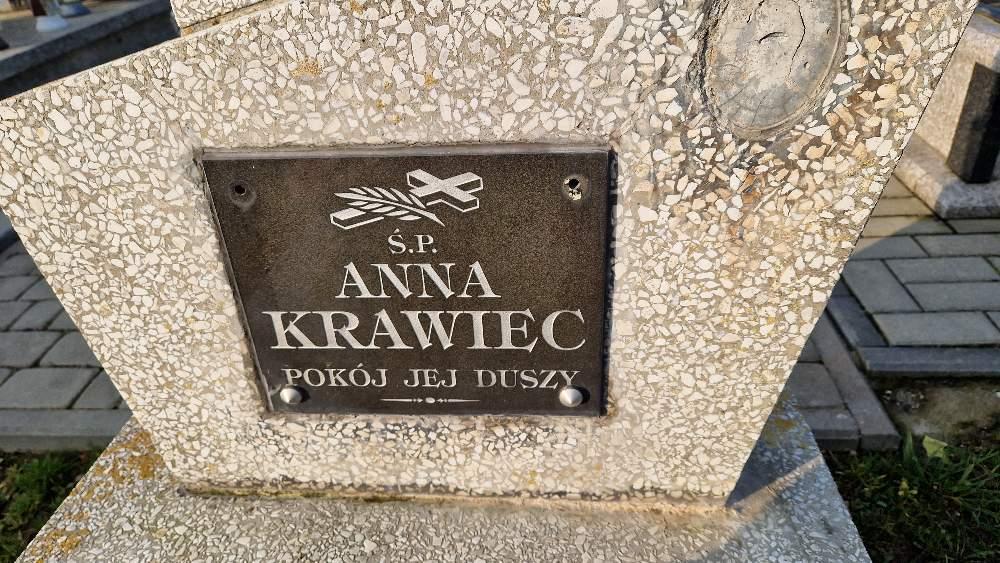 Ś.P.
ANNA
KRAWIEC
POKÓJ JEJ DUSZY